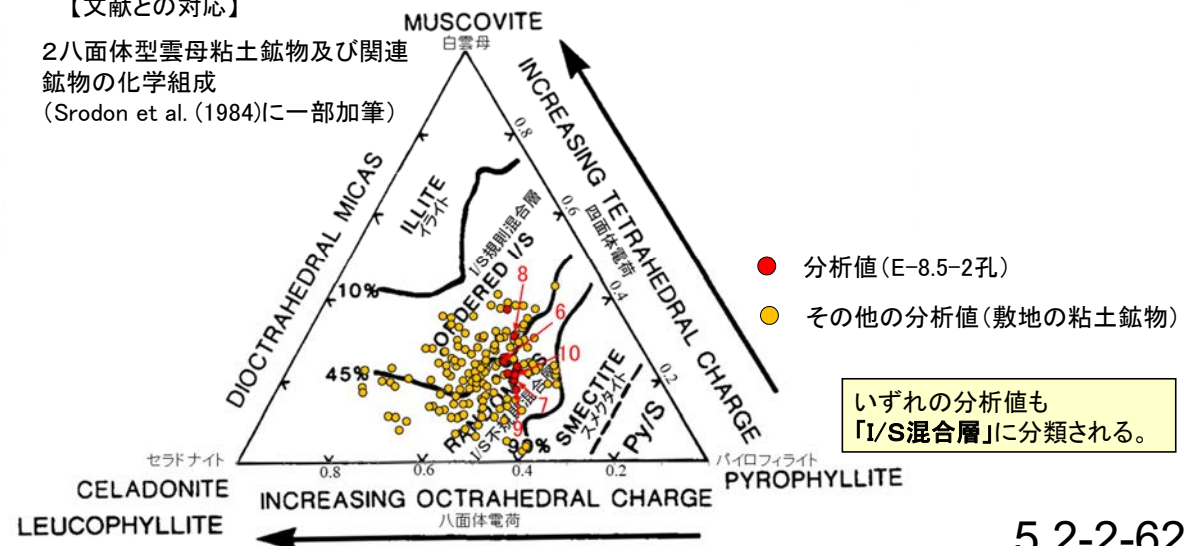 【文献との対応】
2八面体型雲母粘土鉱物及び関連
鉱物の化学組成
(Srodon et al. (1984)に一部加筆)
MUSCOVITE
白雲母
INCREASING TETRAHEDRAL CHARGE
四面体電荷
0.8
0.6
0.4
0.2
DIOCTRAHEDRAL MICAS
ILLITE
イライト
I/S規則混合層
ORDERED I/S
10%
45%
8
6
10
7
9
I/S不規則混合層
SMECTITE
スメクタイト
Py/S
分析値(E-8.5-2孔)
その他の分析値(敷地の粘土鉱物)
いずれの分析値も
「I/S混合層」に分類される。
セラドナイト
パイロフィライト
0.8
0.6
0.4
0.2
CELADONITE
LEUCOPHYLLITE
PYROPHYLLITE
INCREASING OCTRAHEDRAL CHARGE
八面体電荷
5.2-2-62